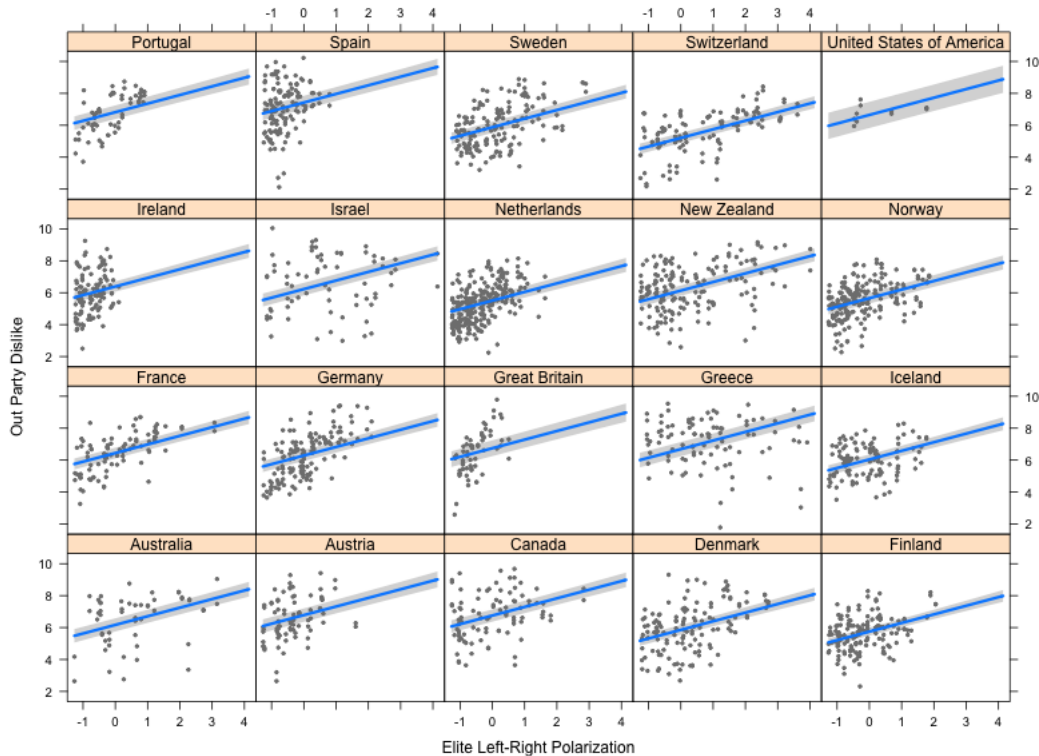 -1 0 1 2 3 4 -1 0 1 2 3 4
Portugal Spain Sweden Switzerland United States of America
10
8
6
4
2
Ireland Israel Netherlands New Zealand Norway
10
8
6
4
2
France Germany Great Britain Greece Iceland
10
8
6
4
2
Australia Austria Canada Denmark Finland
10
8
6
4
2
-1 0 1 2 3 4 -1 0 1 2 3 4 -1 0 1 2 3 4
Out Party Dislike
Elite Left-Right Polarization